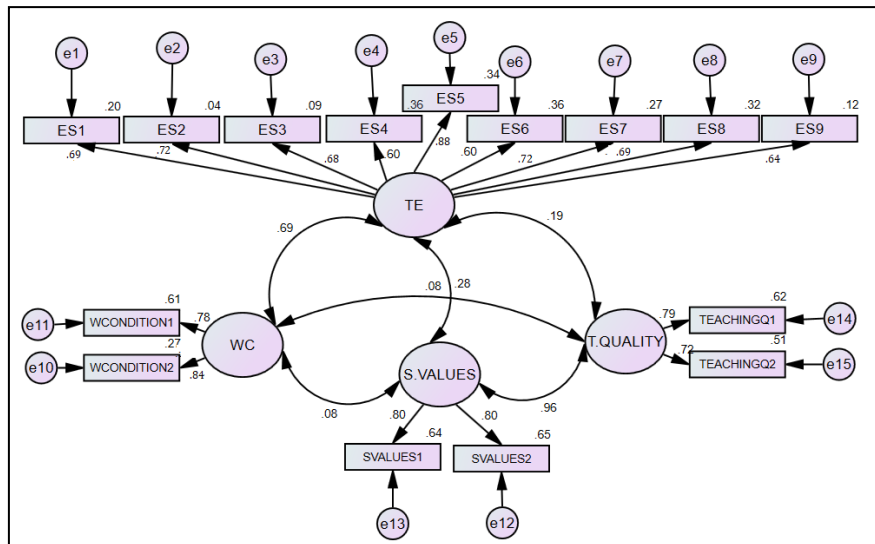 e1 e2 e3 e4 e5 e6 e7 e8 e9
.20 .04 .09 .36 .34 .36 .27 .32 .12
ES1 ES2 ES3 ES4 ES5 ES6 ES7 ES8 ES9
.69 .72 .68 .60 .88 .60 .72 .69 .64
TE
.69 .19
.08 .28
.61 .62
e11 WCONDITION1 .78 .79 TEACHINGQ1 e14
WC T.QUALITY
.27 .51
e10 WCONDITION2 .84 .72 TEACHINGQ2 e15
S.VALUES
.08 .96
.80 .80
.64 .65
SVALUES1 SVALUES2
e13 e12